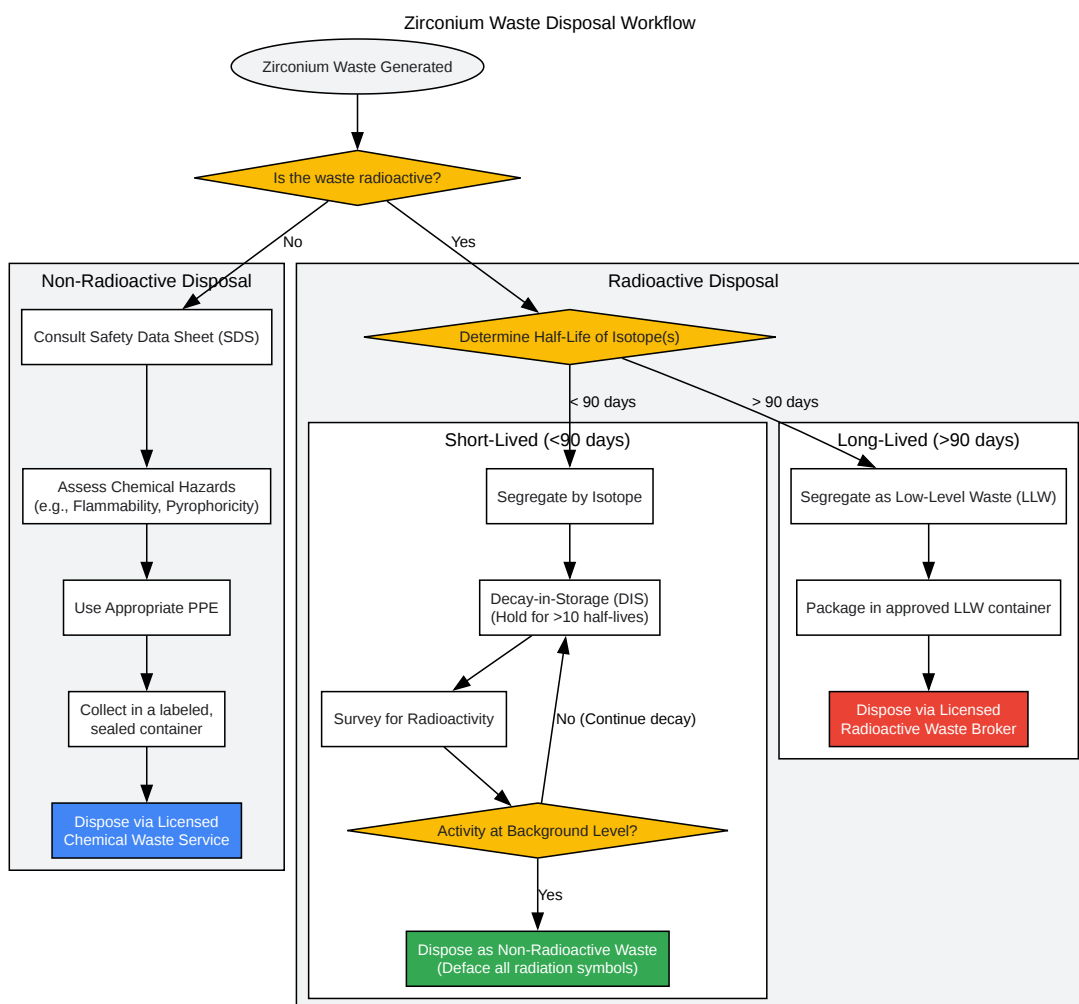 Zirconium Waste Disposal Workflow
Zirconium Waste Generated
Is the waste radioactive?
No
Yes
Non-Radioactive Disposal
Consult Safety Data Sheet (SDS)
Assess Chemical Hazards
(e.g., Flammability, Pyrophoricity)
Use Appropriate PPE
Collect in a labeled,
sealed container
Dispose via Licensed
Chemical Waste Service
Radioactive Disposal
Determine Half-Life of Isotope(s)
< 90 days
> 90 days
Short-Lived (<90 days)
Segregate by Isotope
Decay-in-Storage (DIS)
(Hold for >10 half-lives)
Survey for Radioactivity
No (Continue decay)
Activity at Background Level?
Yes
Dispose as Non-Radioactive Waste
(Deface all radiation symbols)
Long-Lived (>90 days)
Segregate as Low-Level Waste (LLW)
Package in approved LLW container
Dispose via Licensed
Radioactive Waste Broker